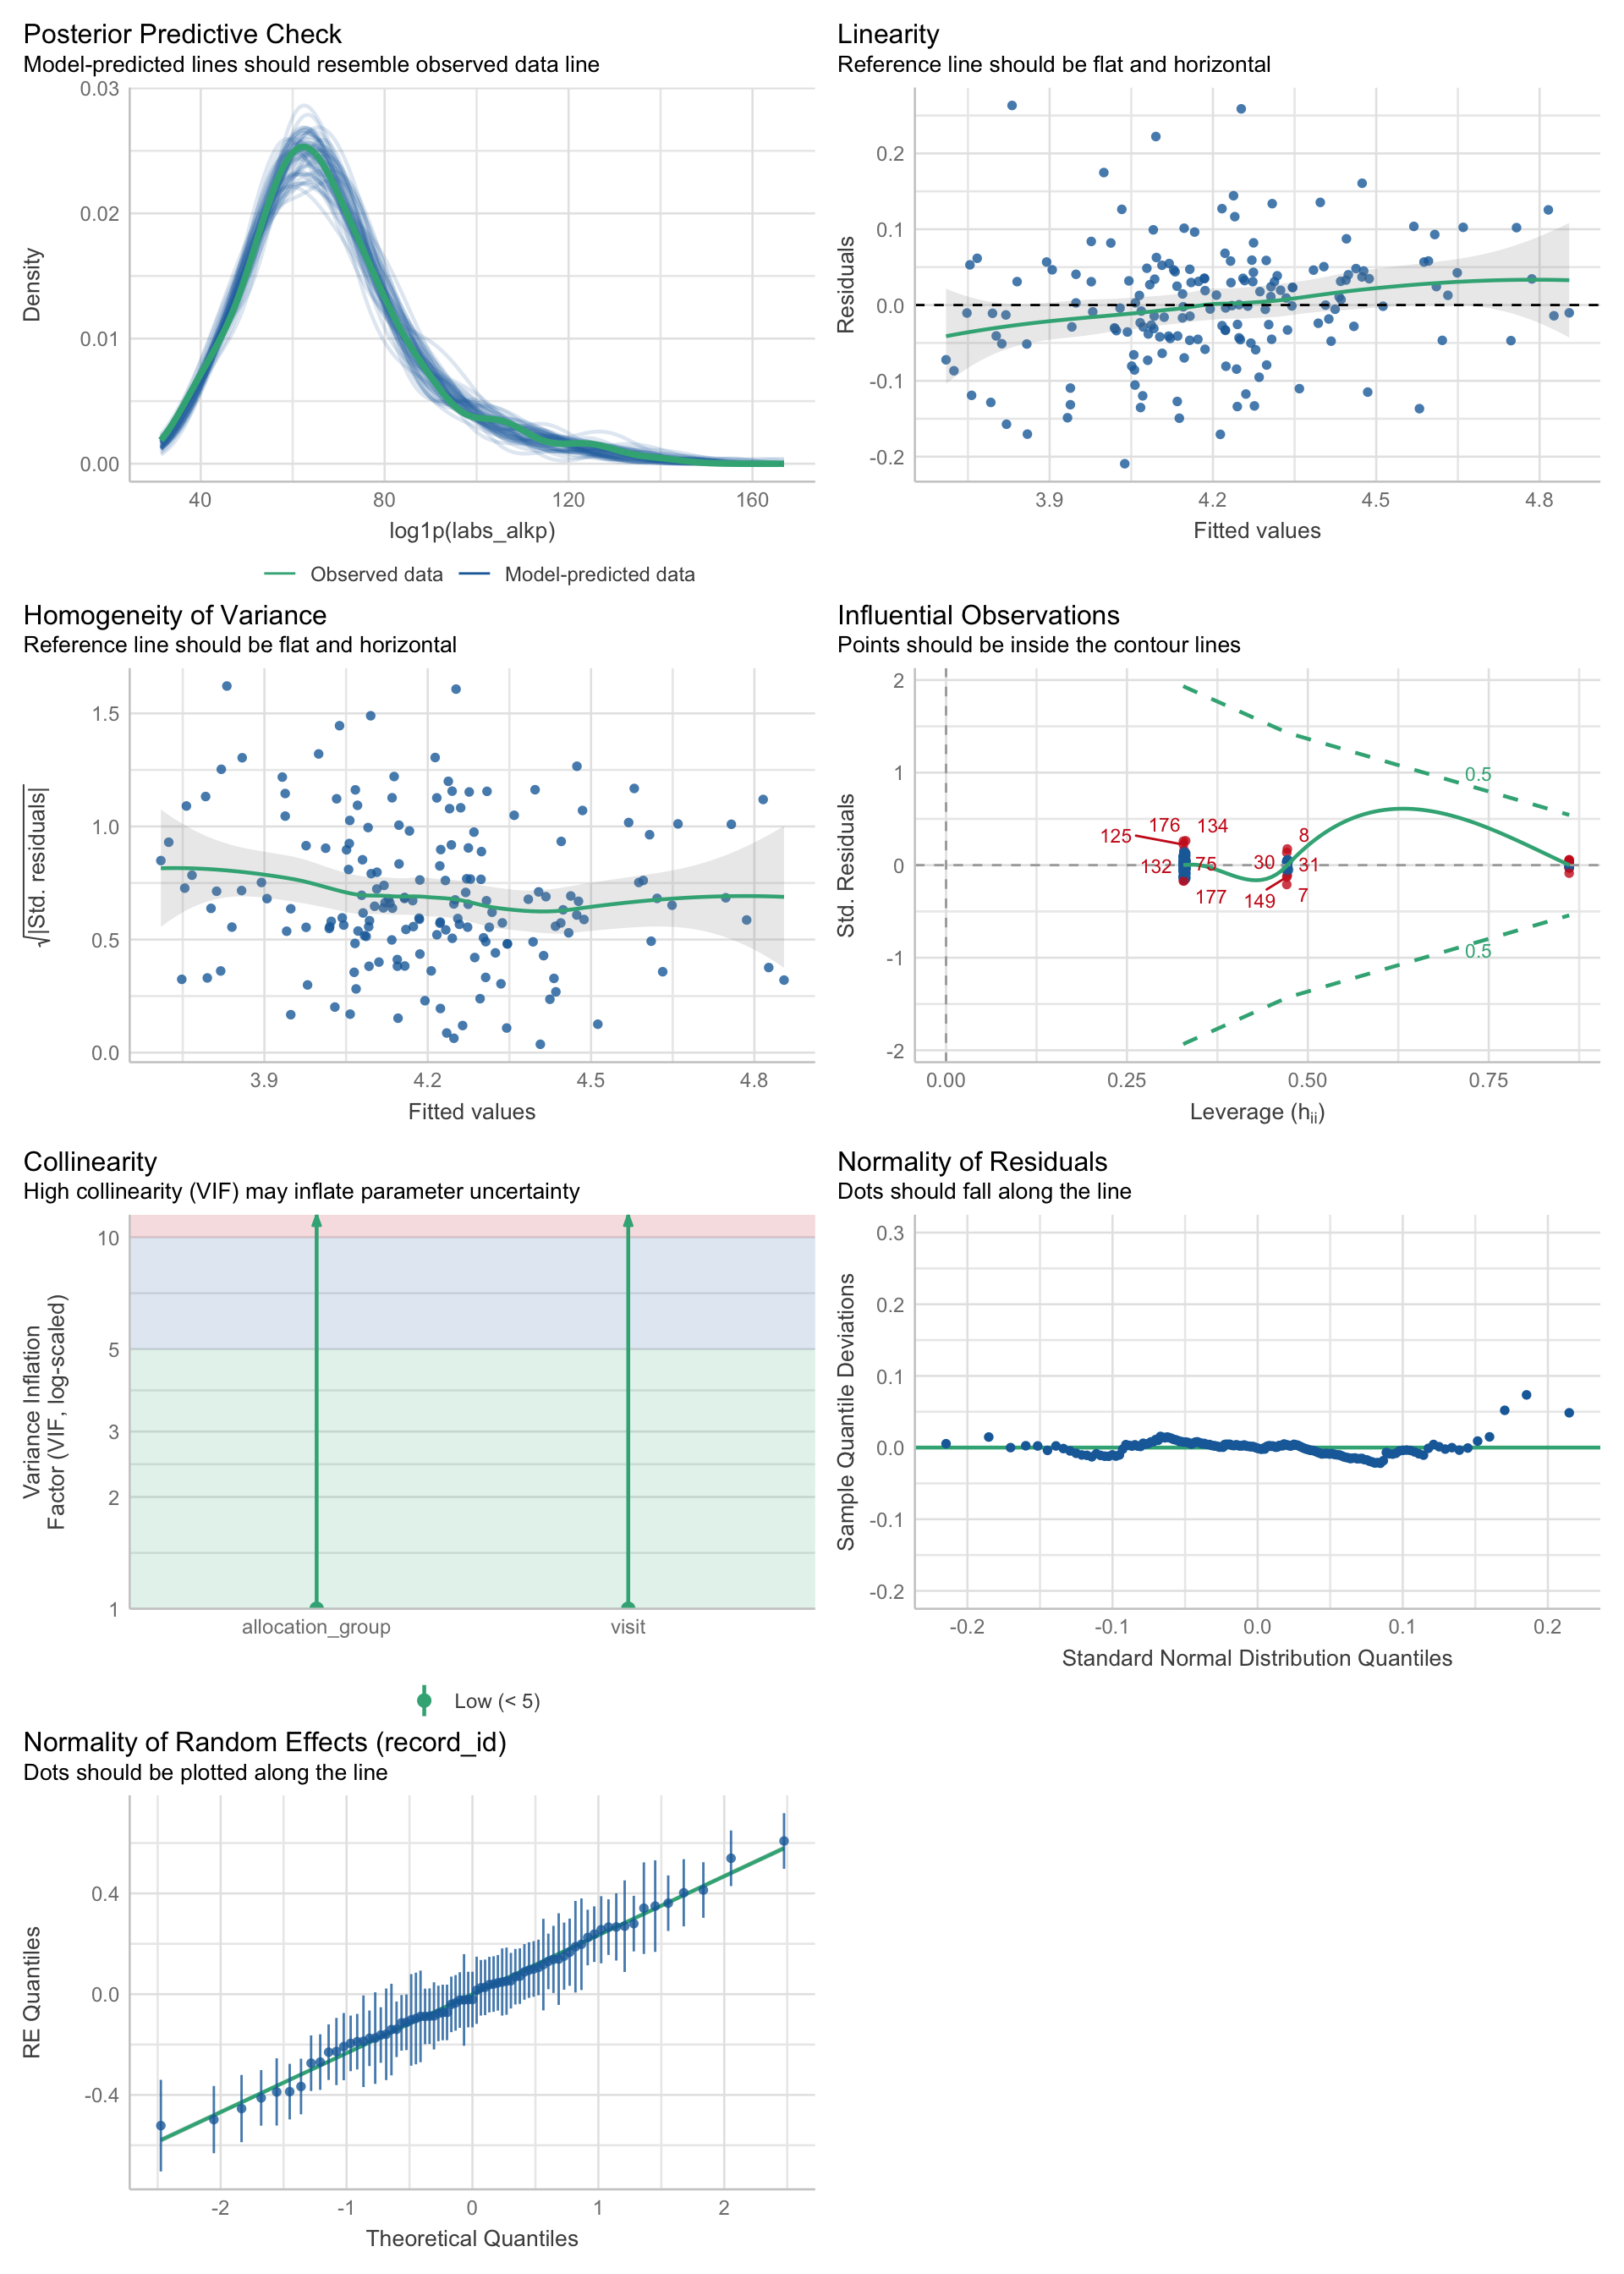 Posterior Predictive Check
Model-predicted lines should resemble observed data line
0.03
0.02
0.01
0.00
Density
40 80 120 160
log1p(labs_alkp)
Observed data Model-predicted data
Linearity
Reference line should be flat and horizontal
0.2
0.1
0.0
-0.1
-0.2
Residuals
3.9 4.2 4.5 4.8
Fitted values
Homogeneity of Variance
Reference line should be flat and horizontal
1.5
1.0
0.5
0.0
√|Std. residuals|
3.9 4.2 4.5 4.8
Fitted values
Influential Observations
Points should be inside the contour lines
2
1
0
-1
-2
Std. Residuals
0.5
176 134
125
8
132 75 30 31
177 149 7
0.5
0.00 0.25 0.50 0.75
Leverage (hii)
Collinearity
High collinearity (VIF) may inflate parameter uncertainty
10
5
3
2
1
Variance Inflation
Factor (VIF, log-scaled)
allocation_group visit
Low (< 5)
Normality of Residuals
Dots should fall along the line
0.3
0.2
0.1
0.0
-0.1
-0.2
Sample Quantile Deviations
-0.2 -0.1 0.0 0.1 0.2
Standard Normal Distribution Quantiles
Normality of Random Effects (record_id)
Dots should be plotted along the line
0.4
0.0
-0.4
RE Quantiles
-2 -1 0 1 2
Theoretical Quantiles